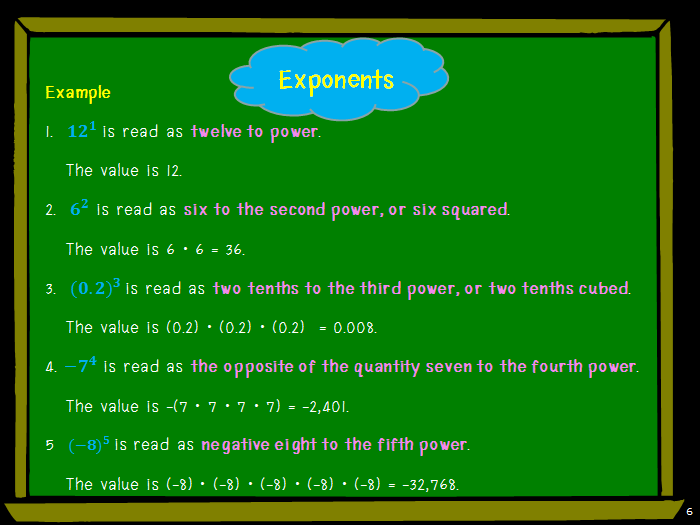 Exponents
Example
1. 12¹ is read as twelve to power.
The value is 12.
2. 6² is read as six to the second power, or six squared.
The value is 6 • 6 = 36.
3. (0.2)³ is read as two tenths to the third power, or two tenths cubed.
The value is (0.2) • (0.2) • (0.2) = 0.008.
4. −7⁴ is read as the opposite of the quantity seven to the fourth power.
The value is -(7 • 7 • 7 • 7) = -2,401.
5 (−8)⁵ is read as negative eight to the fifth power.
The value is (-8) • (-8) • (-8) • (-8) • (-8) = -32,768.
6